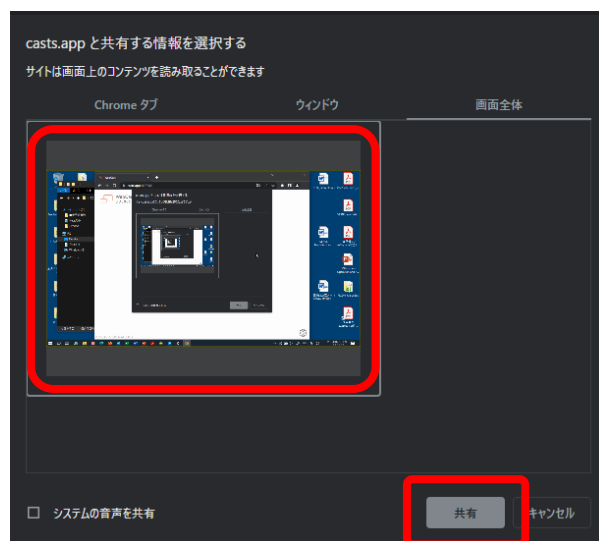 casts.app と共有する情報を選択する
サイトは画面上のコンテンツを読み取ることができます
Chrome タブ
ウィンドウ
画面全体
システムの音声を共有
共有
キャンセル